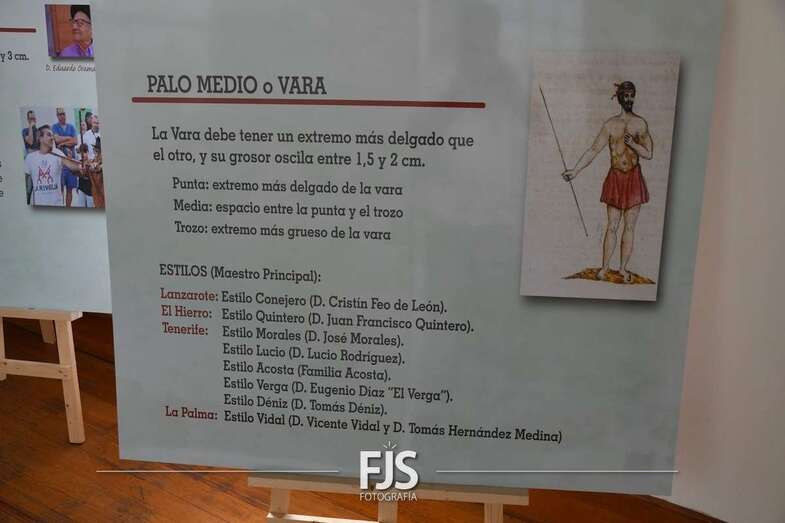 y 3 cm.
D. Eduardo
PALO MEDIO o VARA
La Vara debe tener un extremo más delgado que
el otro, y su grosor oscila entre 1,5 y 2 cm.
Punta: extremo más delgado de la vara
Media: espacio entre la punta y el trozo
Trozo: extremo más grueso de la vara
ESTILOS (Maestro Principal):
Lanzarote: Estilo Conejero (D. Cristín Feo de León).
El Hierro: Estilo Quintero (D. Juan Francisco Quintero).
Tenerife: Estilo Morales (D. José Morales).
Estilo Lucio (D. Lucio Rodríguez).
Estilo Acosta (Familia Acosta).
Estilo Verga (D. Eugenio Díaz "El Verga").
Estilo Déniz (D. Tomás Déniz).
La Palma: Estilo Vidal (D. Vicente Vidal y D. Tomás Hernández Medina)
FJS
FOTOGRAFÍA